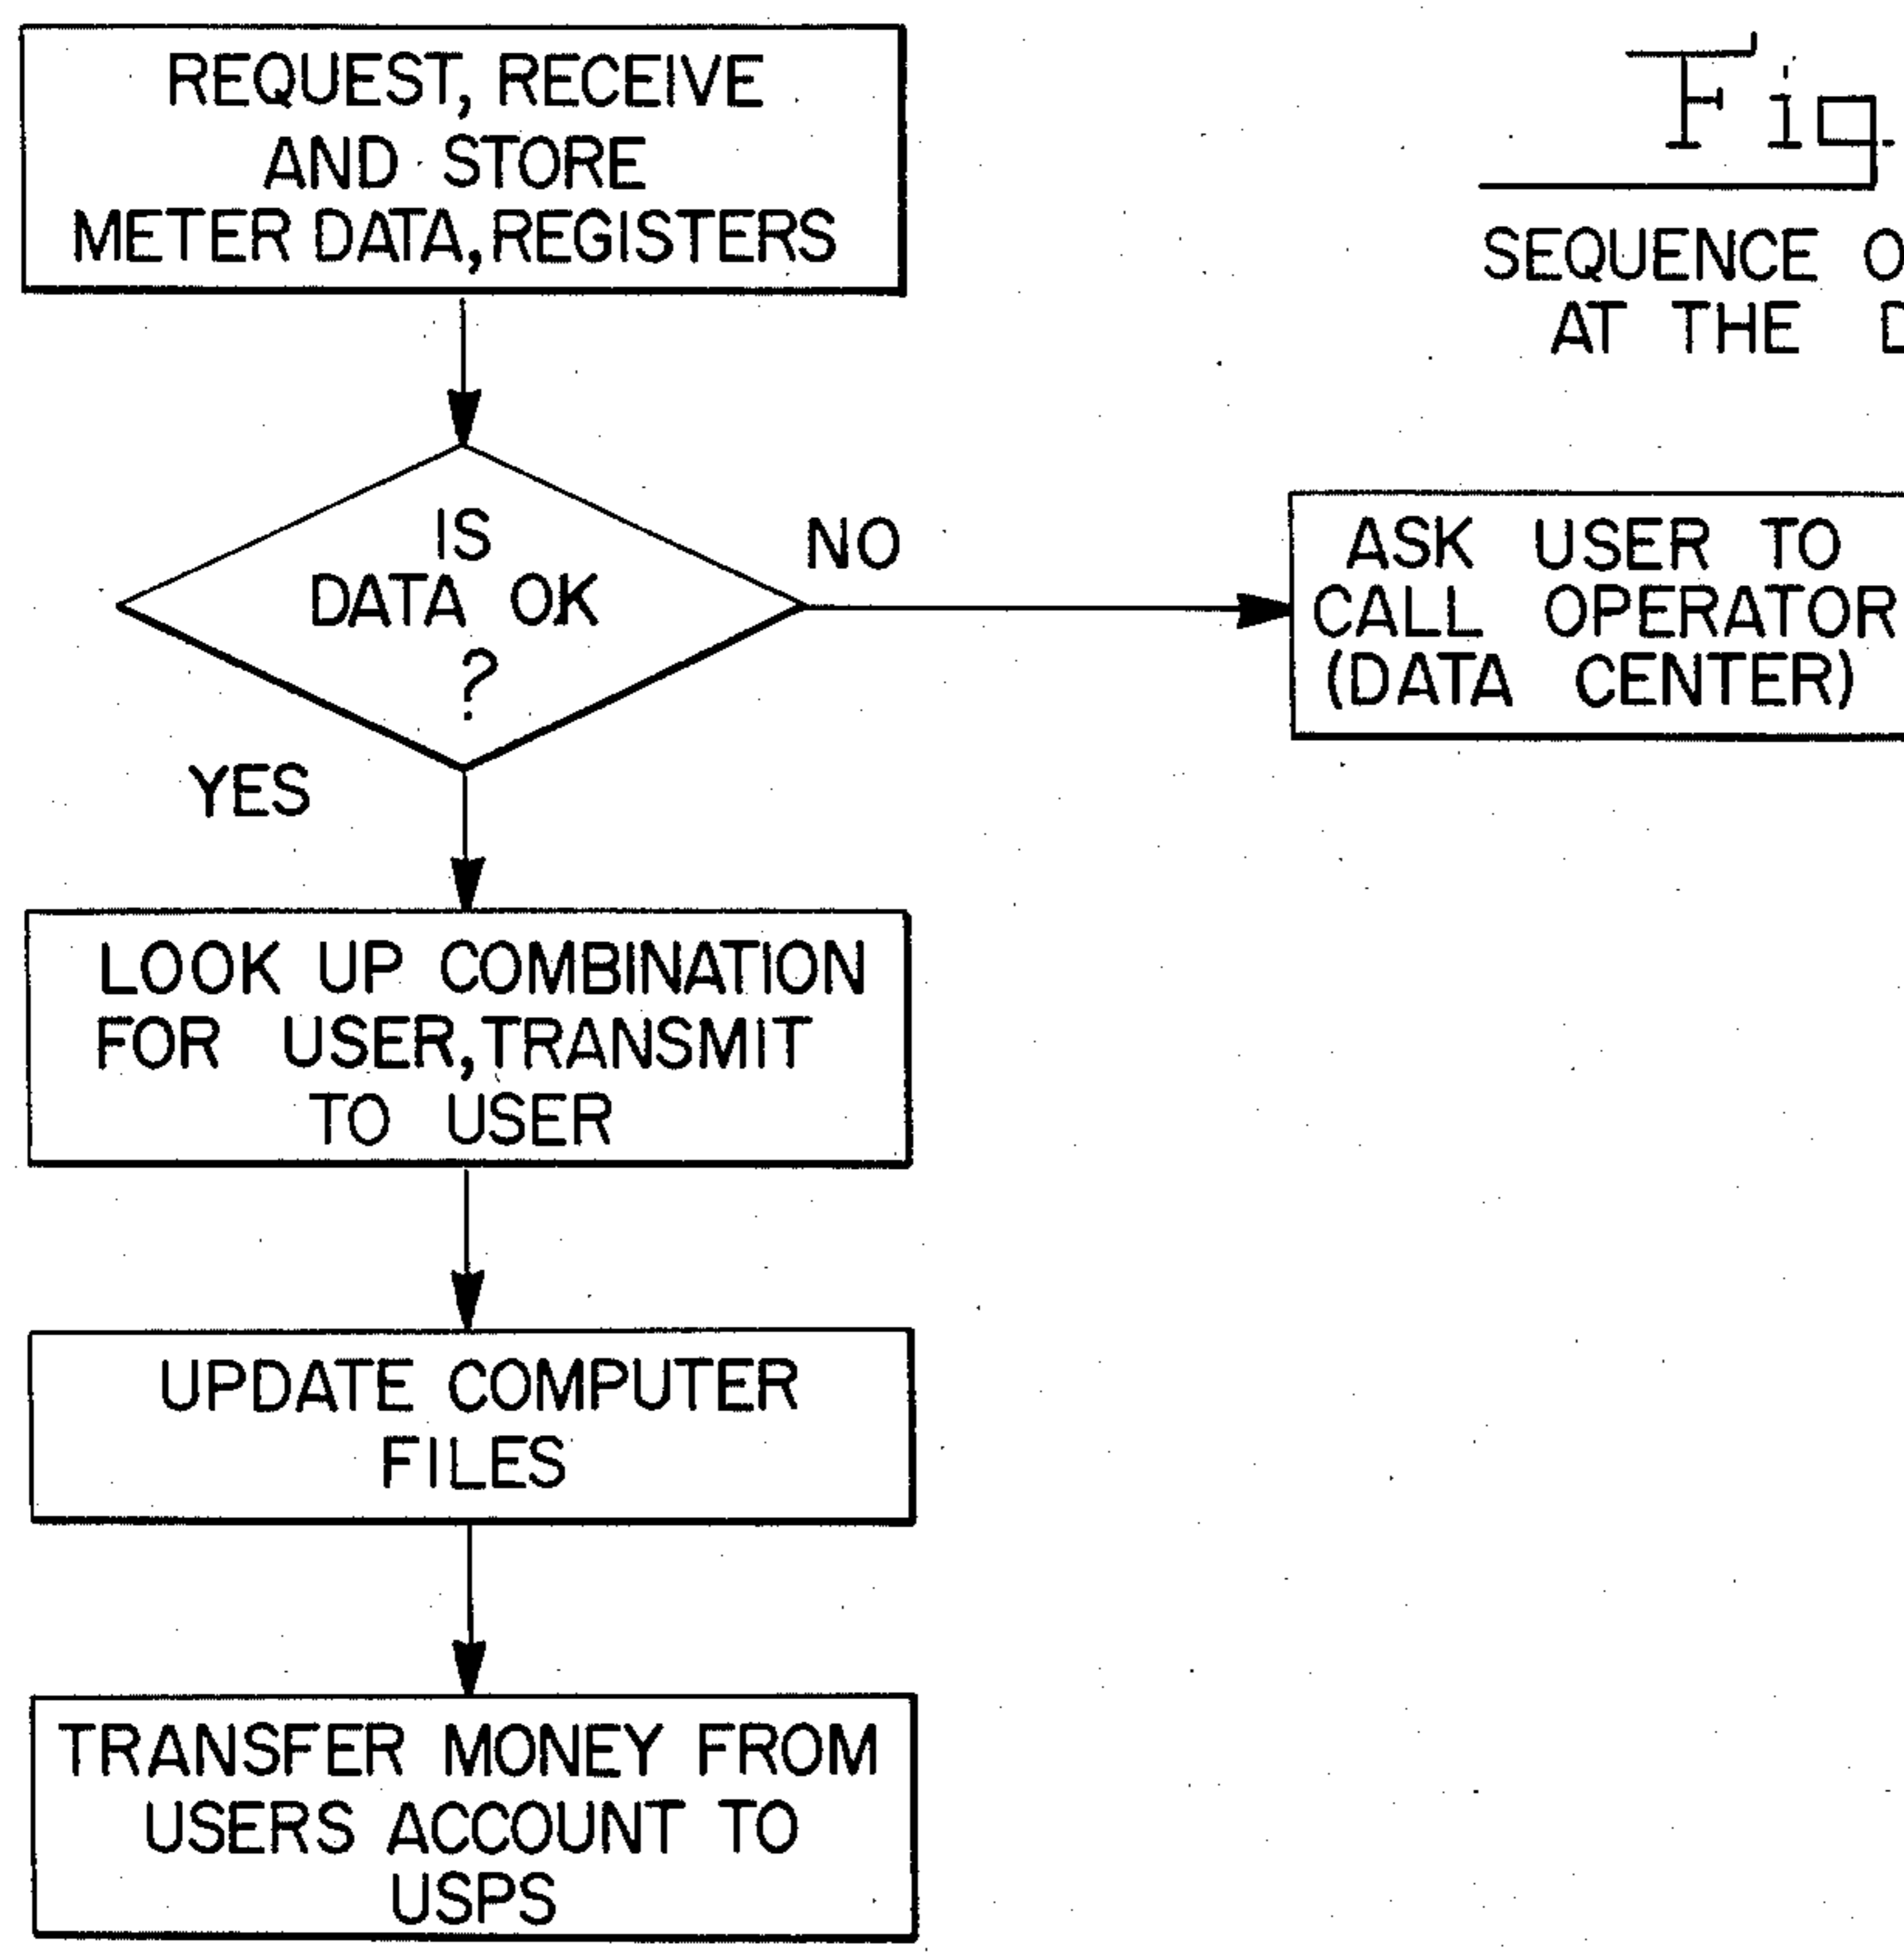 REQUEST, RECEIVE
AND STORE
METER DATA, REGISTERS
Fig.
SEQUENCE
AT THE
IS
DATA OK
?
NO
YES
ASK USER TO
CALL OPERATOR
(DATA CENTER)
LOOK UP COMBINATION
FOR USER, TRANSMIT
TO USER
UPDATE COMPUTER
FILES
TRANSFER MONEY FROM
USERS ACCOUNT TO
USPS